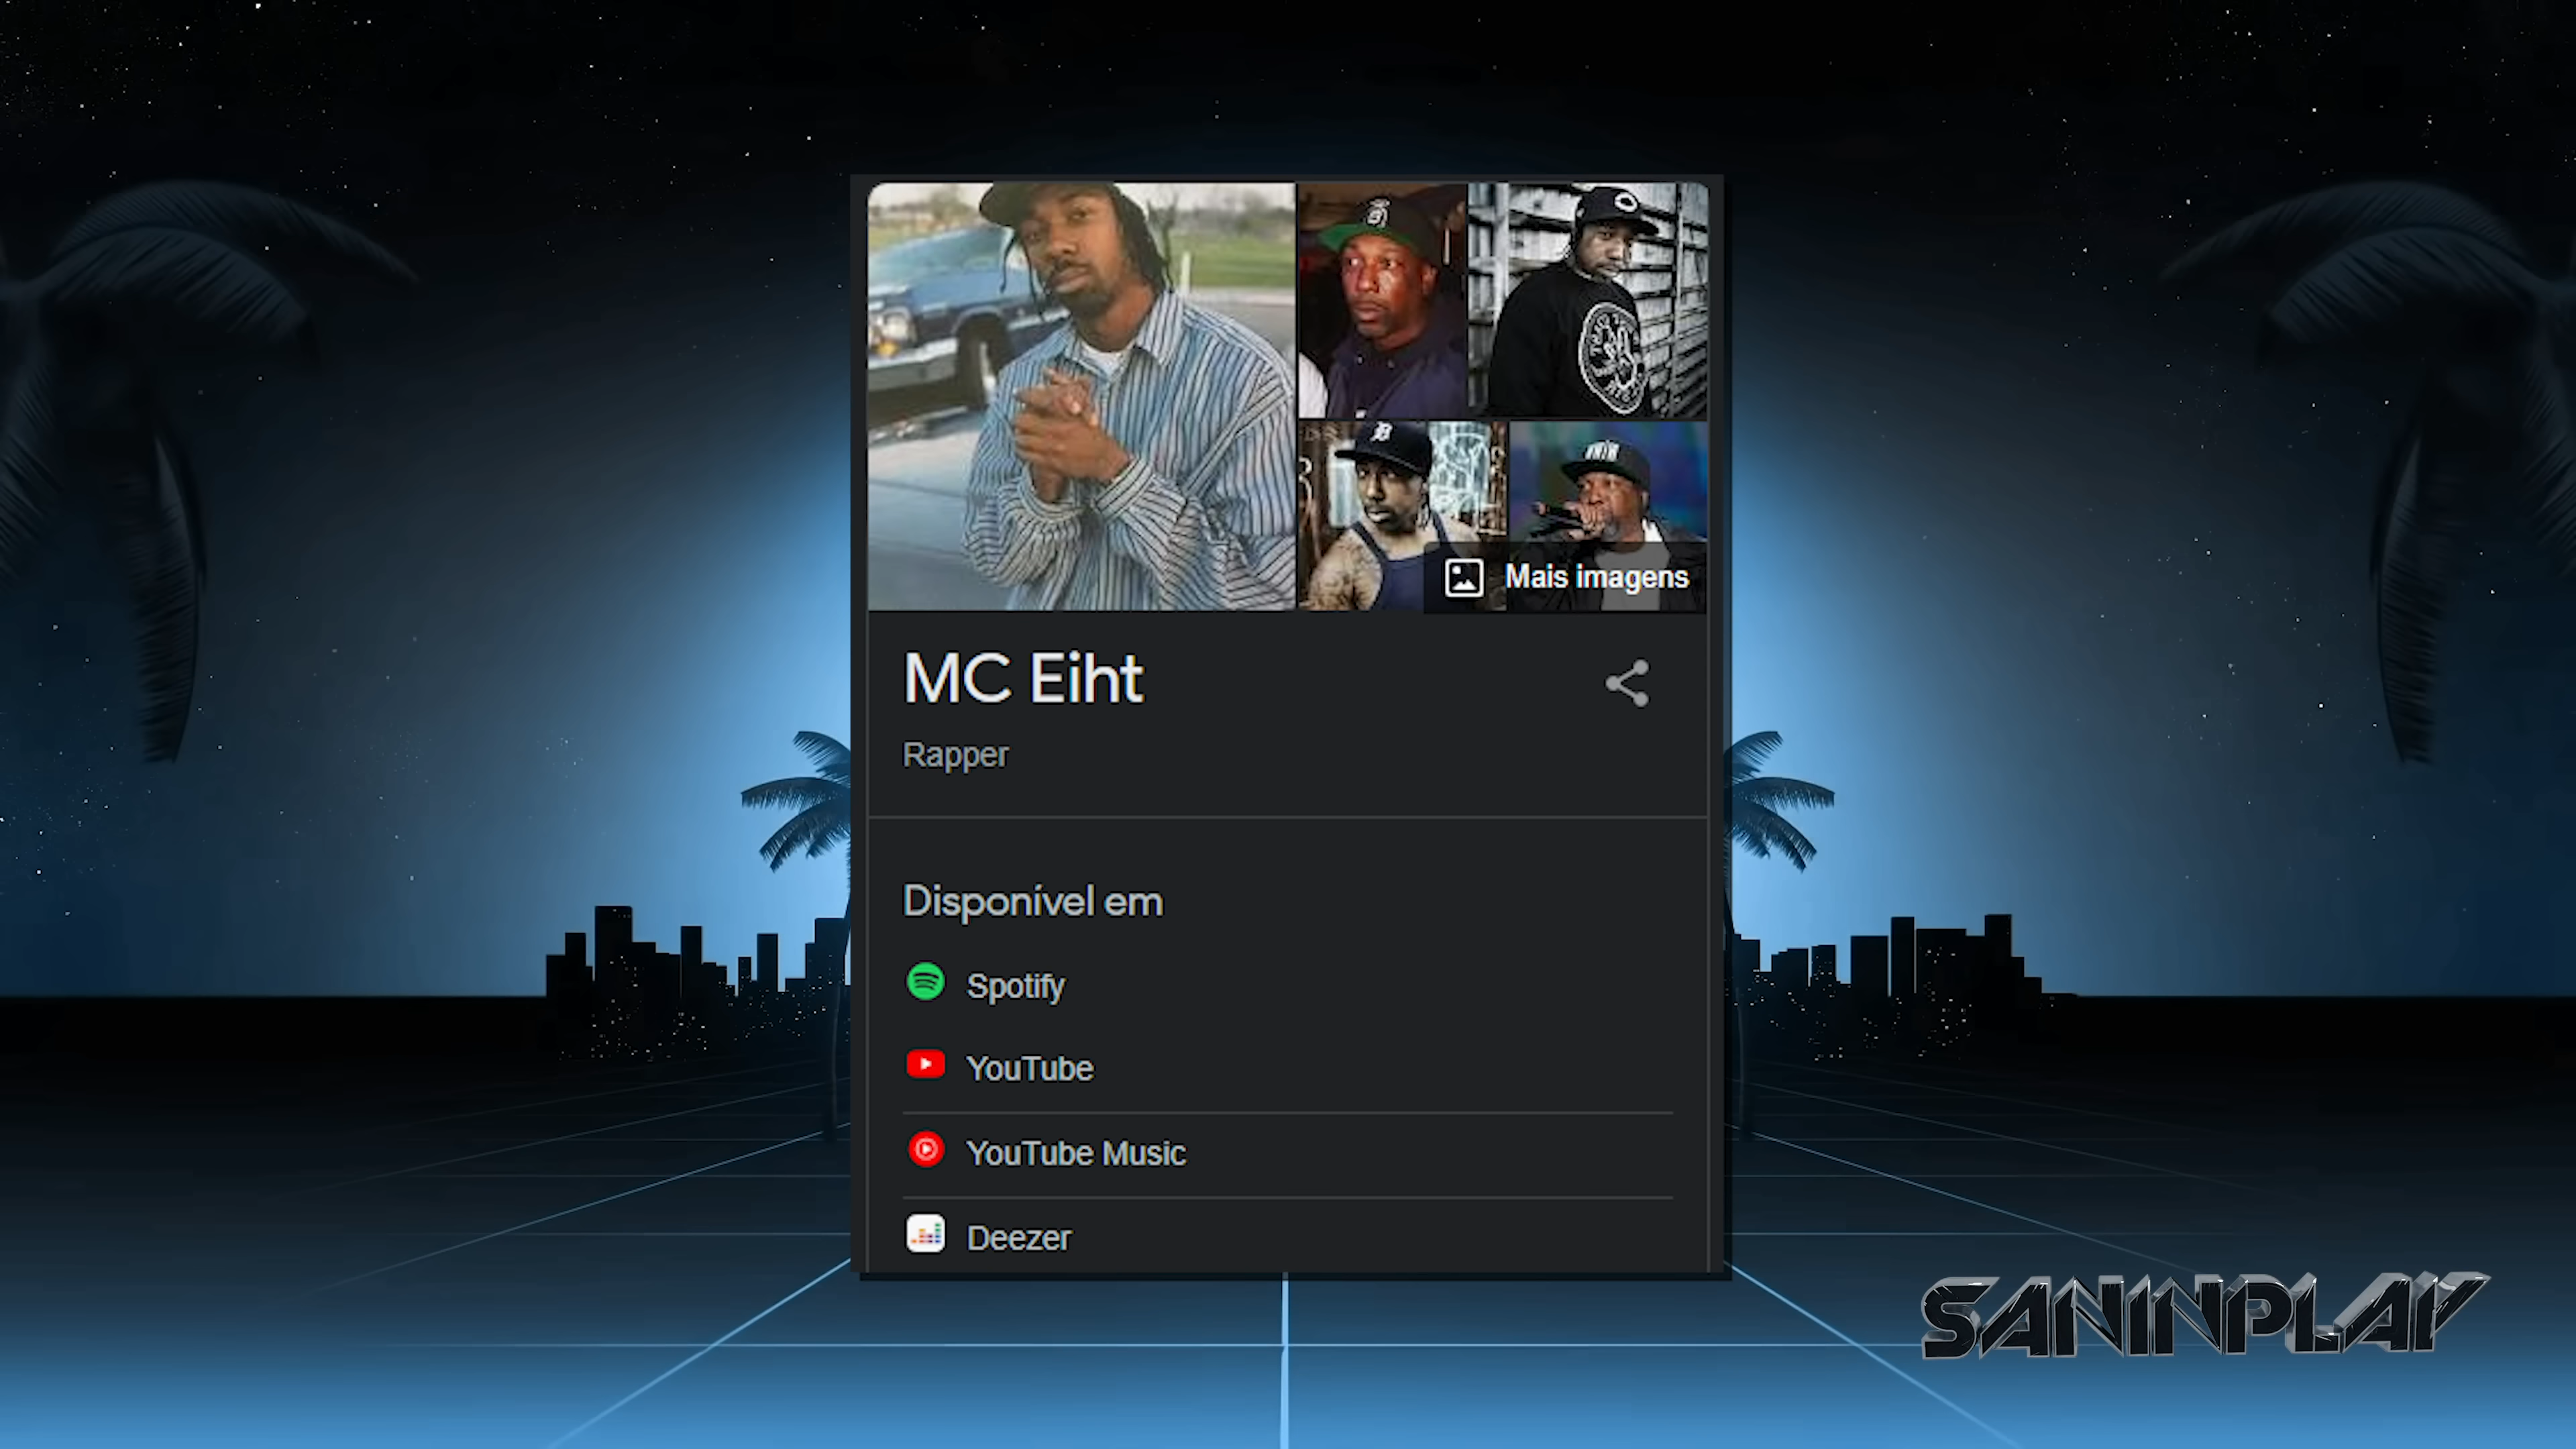 Mais imagens
MC Eiht
Rapper
Disponível em
Spotify
YouTube
YouTube Music
Deezer
SANINPLAY